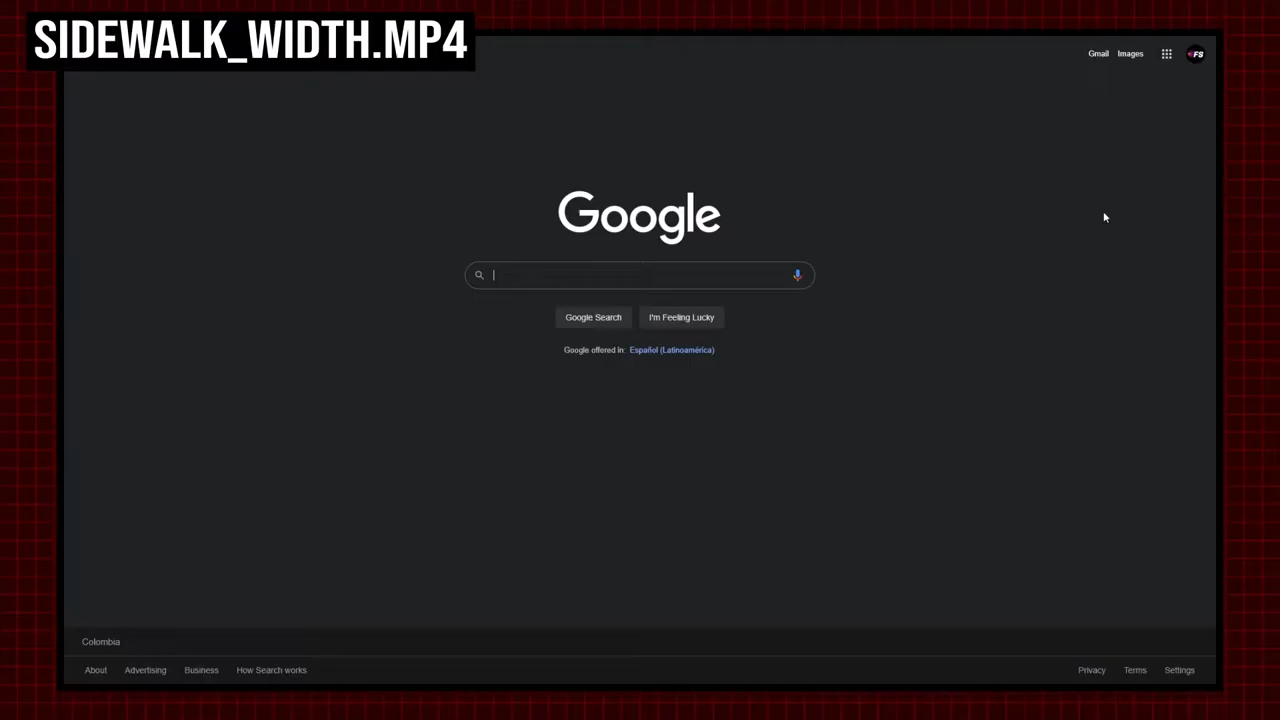 SIDEWALK_WIDTH.MP4
Gmail Images
FS
Google
Google Search I'm Feeling Lucky
Google offered in: Español (Latinoamérica)
Colombia
About Advertising Business How Search works Privacy Terms Settings